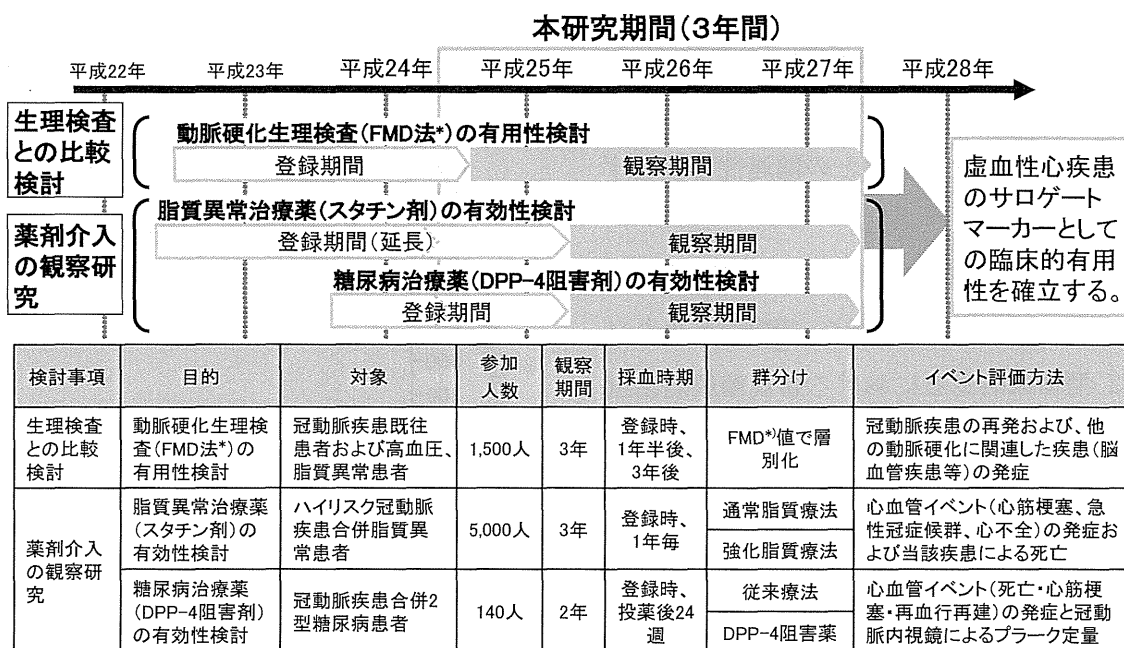 本研究期間(3年間)
平成22年
平成23年
平成24年
平成25年
平成26年
平成27年
平成28年
生理検査
との比較
検討
動脈硬化生理検査(FMD法*)の有用性検討
登録期間
観察期間
薬剤介入
の観察研
究
脂質異常治療薬(スタチン剤)の有効性検討
登録期間(延長)
観察期間
糖尿病治療薬(DPP-4阻害剤)の有効性検討
登録期間
観察期間
虚血性心疾患
のサロゲート
マーカーとして
の臨床的有用
性を確立する。
検討事項
目的
対象
参加
人数
観察
期間
採血時期
群分け
イベント評価方法
生理検査
との比較
検討
動脈硬化生理検
査(FMD法*)の
有用性検討
冠動脈疾患既往
患者および高血圧、
脂質異常患者
1,500人
3年
登録時、
1年半後、
3年後
FMD*)値で層
別化
冠動脈疾患の再発および、他
の動脈硬化に関連した疾患(脳
血管疾患等)の発症
薬剤介入
の観察研
究
脂質異常治療薬
(スタチン剤)の
有効性検討
ハイリスク冠動脈
疾患合併脂質異
常患者
5,000人
3年
登録時、
1年毎
通常脂質療法
強化脂質療法
心血管イベント(心筋梗塞、急
性冠症候群、心不全)の発症お
よび当該疾患による死亡
糖尿病治療薬
(DPP-4阻害剤)
の有効性検討
冠動脈疾患合併2
型糖尿病患者
140人
2年
登録時、
投薬後24
週
従来療法
DPP-4阻害薬
心血管イベント(死亡・心筋梗
塞・再血行再建)の発症と冠動
脈内視鏡によるプラーク定量